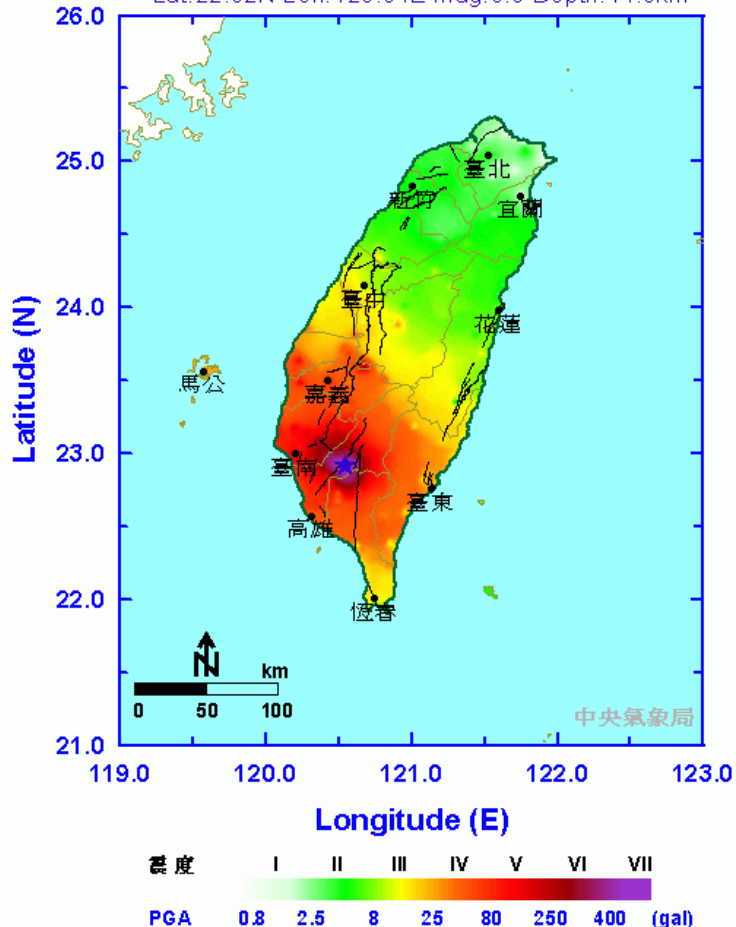 26.0
25.0
臺北
新竹
宜蘭
24.0
臺中
花蓮
Latitude (N)
馬公
嘉義
23.0
臺南
臺東
高雄
22.0
恆春
N
km
0 50 100
中央氣象局
21.0
119.0 120.0 121.0 122.0 123.0
Longitude (E)
震度 I II III IV V VI VII
PGA 0.8 2.5 8 25 80 250 400 (gal)